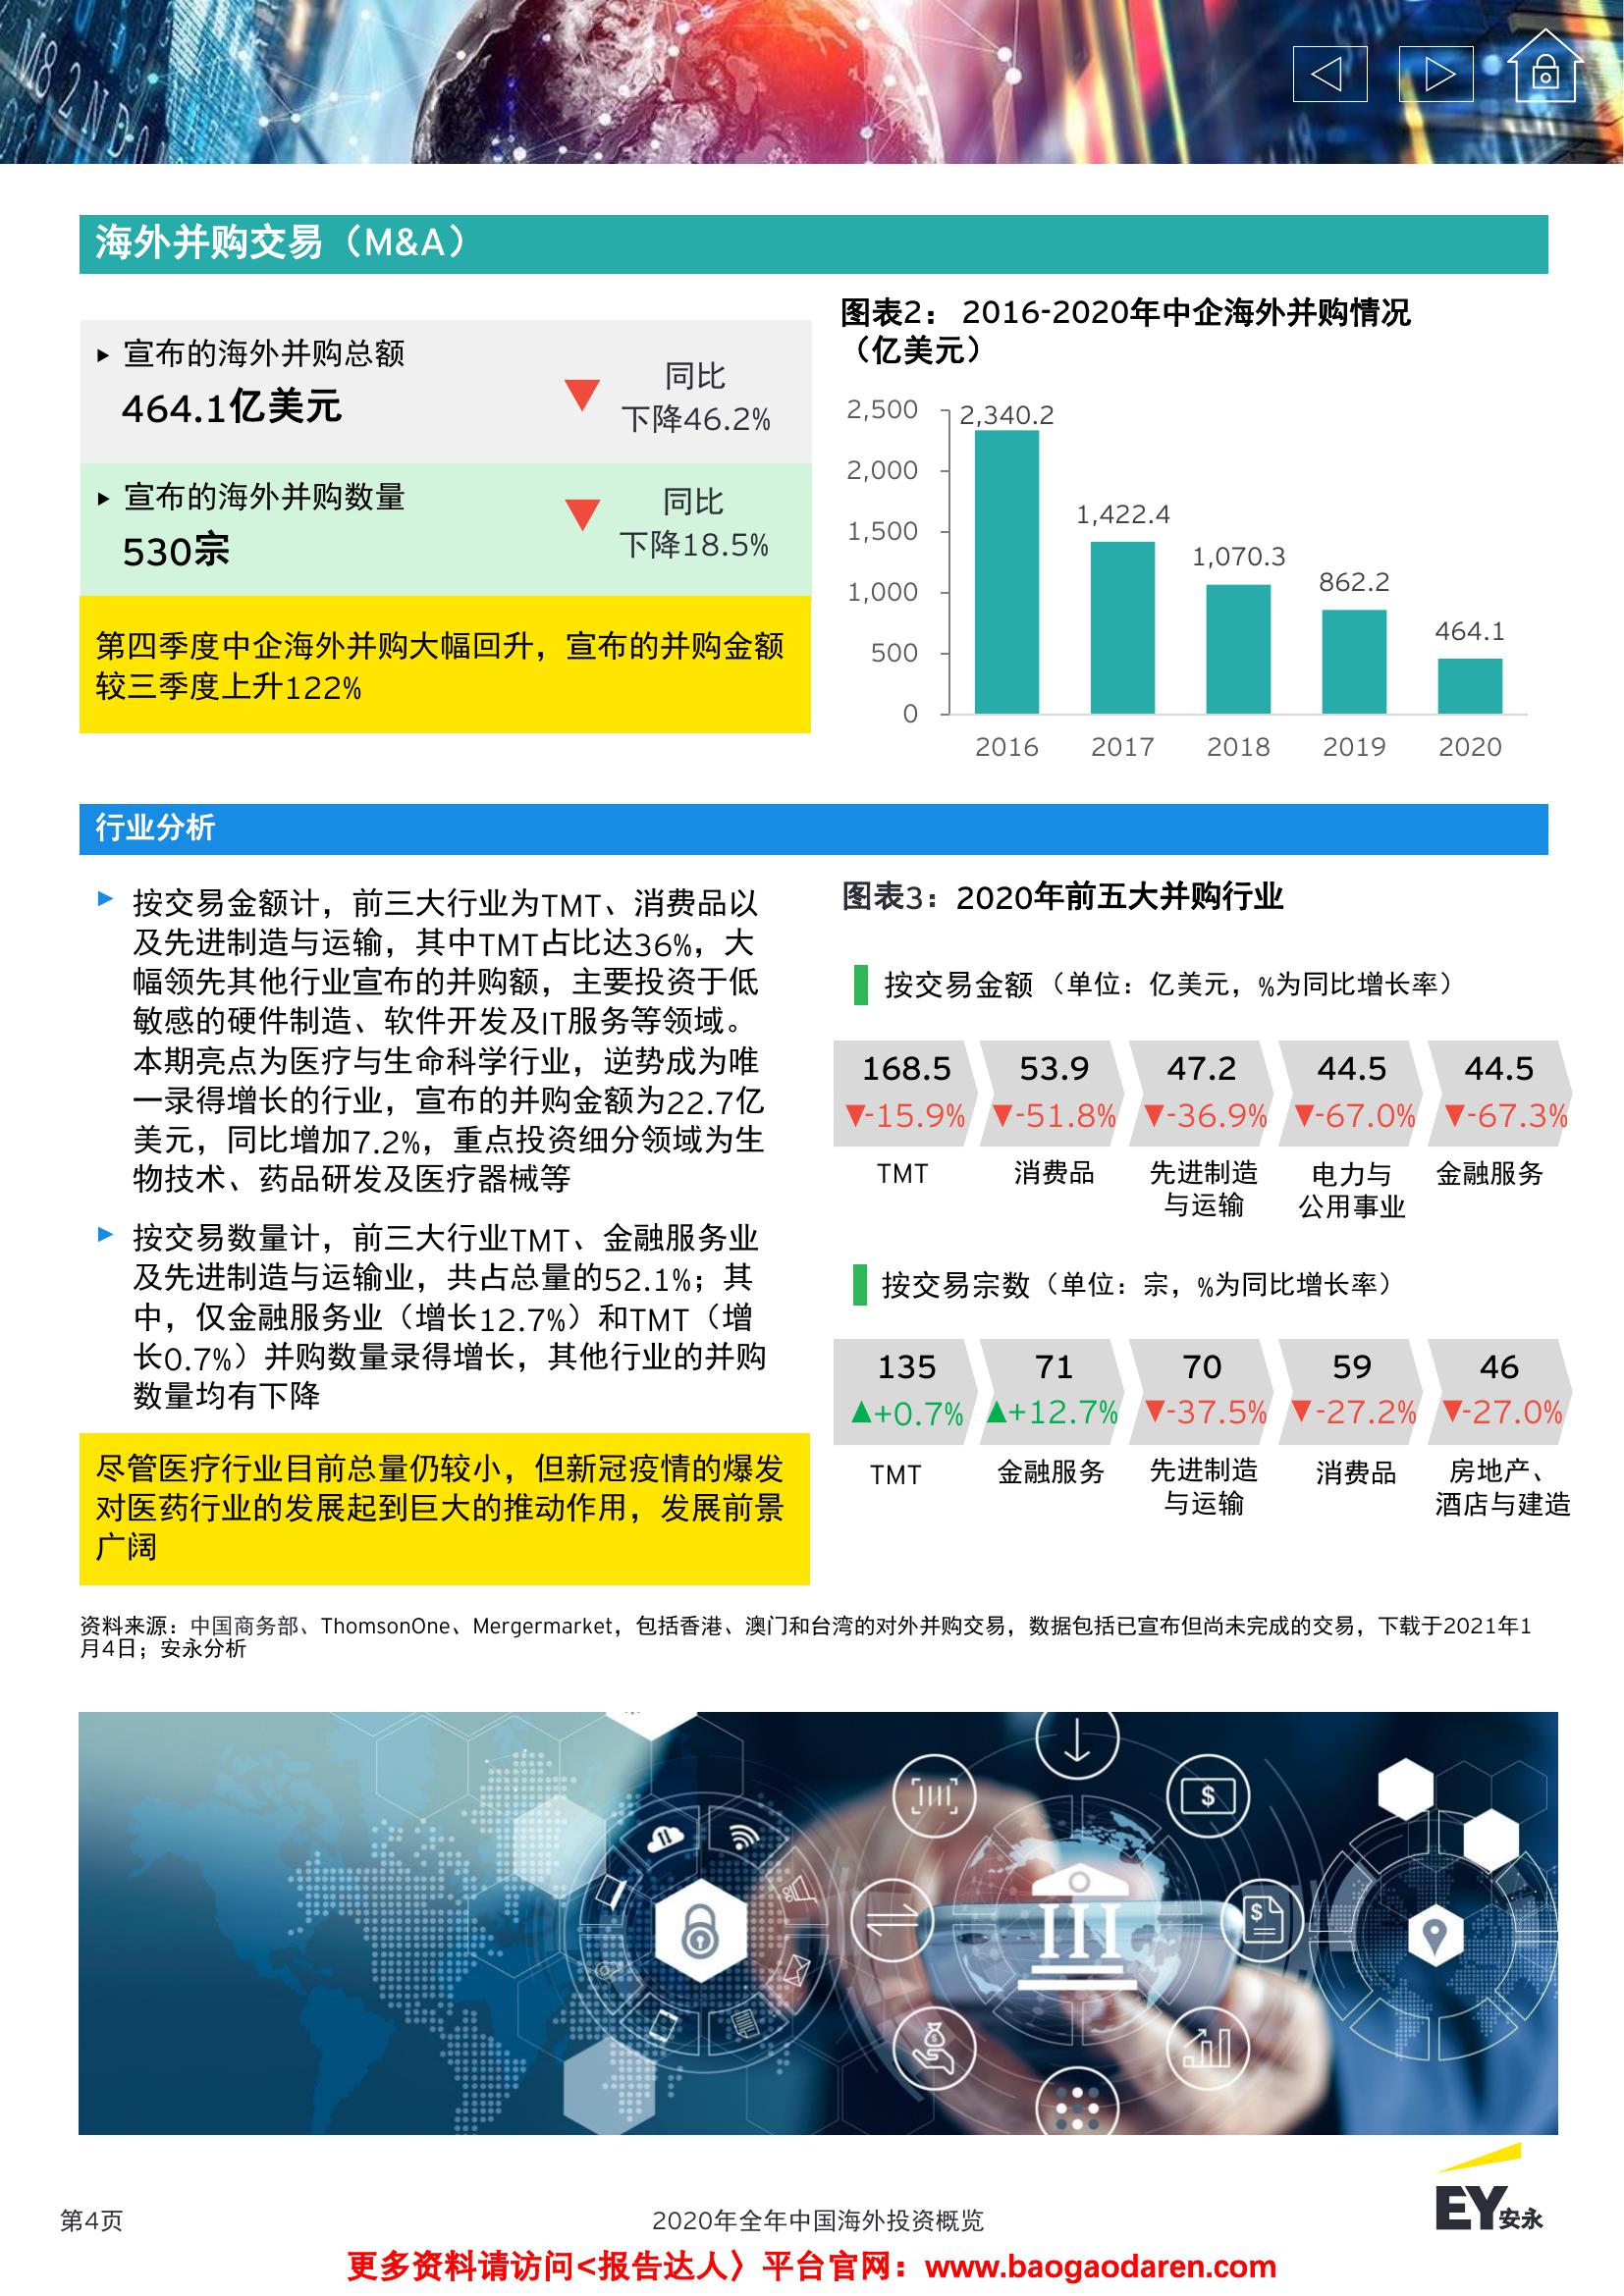 海外并购交易（M&A）
▸ 宣布的海外并购总额
464.1亿美元
同比
下降46.2%
▸ 宣布的海外并购数量
530宗
同比
下降18.5%
第四季度中企海外并购大幅回升，宣布的并购金额
较三季度上升122%
图表2： 2016-2020年中企海外并购情况
（亿美元）
2,500
2,000
1,500
1,000
500
0
2,340.2
1,422.4
1,070.3
862.2
464.1
2016 2017 2018 2019 2020
行业分析
按交易金额计，前三大行业为TMT、消费品以
及先进制造与运输，其中TMT占比达36%，大
幅领先其他行业宣布的并购额，主要投资于低
敏感的硬件制造、软件开发及IT服务等领域。
本期亮点为医疗与生命科学行业，逆势成为唯
一录得增长的行业，宣布的并购金额为22.7亿
美元，同比增加7.2%，重点投资细分领域为生
物技术、药品研发及医疗器械等
按交易数量计，前三大行业TMT、金融服务业
及先进制造与运输业，共占总量的52.1%；其
中，仅金融服务业（增长12.7%）和TMT（增
长0.7%）并购数量录得增长，其他行业的并购
数量均有下降
尽管医疗行业目前总量仍较小，但新冠疫情的爆发
对医药行业的发展起到巨大的推动作用，发展前景
广阔
图表3：2020年前五大并购行业
按交易金额（单位：亿美元，%为同比增长率）
168.5 53.9 47.2 44.5 44.5
▼-15.9% ▼-51.8% ▼-36.9% ▼-67.0% ▼-67.3%
TMT 消费品 先进制造 电力与 金融服务
与运输 公用事业
按交易宗数（单位：宗，%为同比增长率）
135 71 70 59 46
▲+0.7% ▲+12.7% ▼-37.5% ▼-27.2% ▼-27.0%
TMT 金融服务 先进制造 消费品 房地产、
与运输 酒店与建造
资料来源：中国商务部、ThomsonOne、Mergermarket，包括香港、澳门和台湾的对外并购交易，数据包括已宣布但尚未完成的交易，下载于2021年1
月4日；安永分析
EY安永
第4页
2020年全年中国海外投资概览
更多资料请访问<报告达人〉平台官网：www.baogaodaren.com